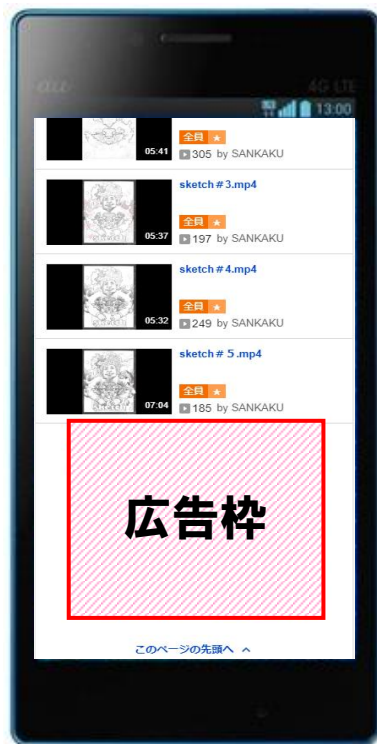 au
4G LTE
13:00
05:41
全員 ★
305 by SANKAKU
sketch#3.mp4
05:37
全員 ★
197 by SANKAKU
sketch#4.mp4
05:32
全員 ★
249 by SANKAKU
sketch#５.mp4
07:04
全員 ★
185 by SANKAKU
広告枠
このページの先頭へ